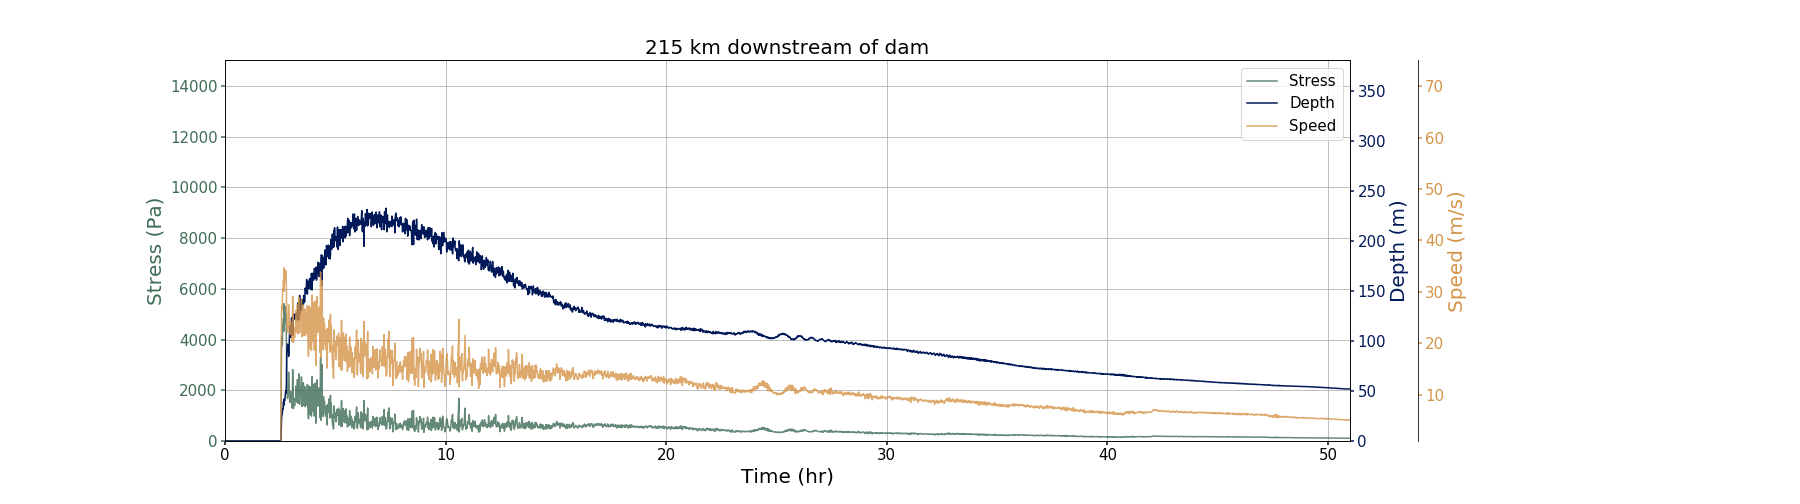 215 km downstream of dam
Stress (Pa)
14000
12000
10000
8000
6000
4000
2000
0
Stress
Depth
Speed
350
300
250
200
150
100
50
0
Depth (m)
70
60
50
40
30
20
10
Speed (m/s)
0 10 20 30 40 50
Time (hr)